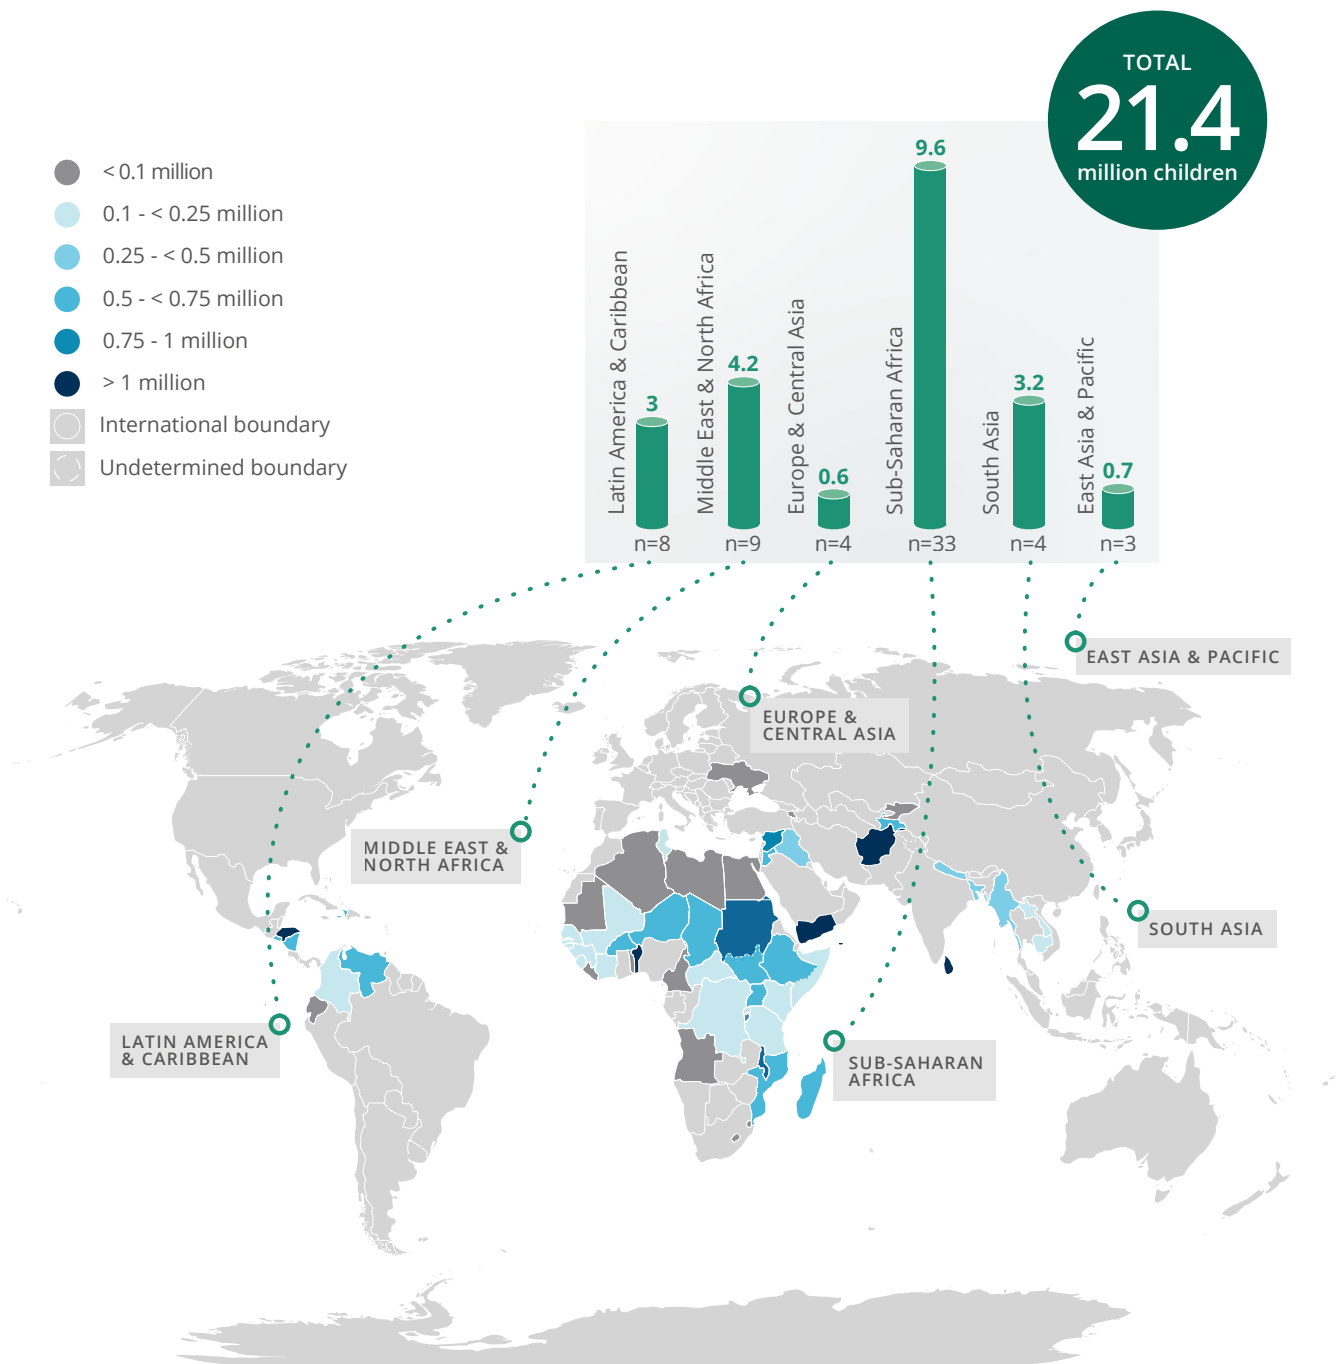 TOTAL
21.4
million children
< 0.1 million
0.1 - < 0.25 million
0.25 - < 0.5 million
0.5 - < 0.75 million
0.75 - 1 million
> 1 million
International boundary
Undetermined boundary
Latin America & Caribbean
3
n=8
Middle East & North Africa
4.2
n=9
Europe & Central Asia
0.6
n=4
Sub-Saharan Africa
9.6
n=33
South Asia
3.2
n=4
East Asia & Pacific
0.7
n=3
EAST ASIA & PACIFIC
EUROPE &
CENTRAL ASIA
MIDDLE EAST &
NORTH AFRICA
SOUTH ASIA
LATIN AMERICA
& CARIBBEAN
SUB-SAHARAN
AFRICA